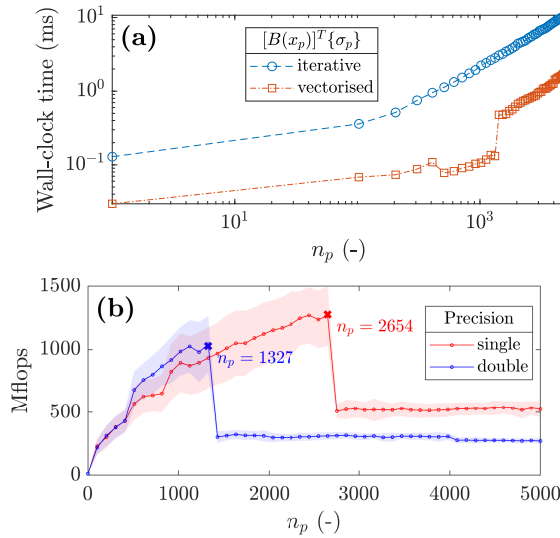 (a)
[B(x_p)]^T{σ_p}
iterative
vectorised
Wall-clock time (ms)
10^1
10^0
10^-1
10^1
10^3
n_p (-)
(b)
Precision
single
double
n_p = 2654
n_p = 1327
Mflops
1500
1000
500
0
0
1000
2000
3000
4000
5000
n_p (-)